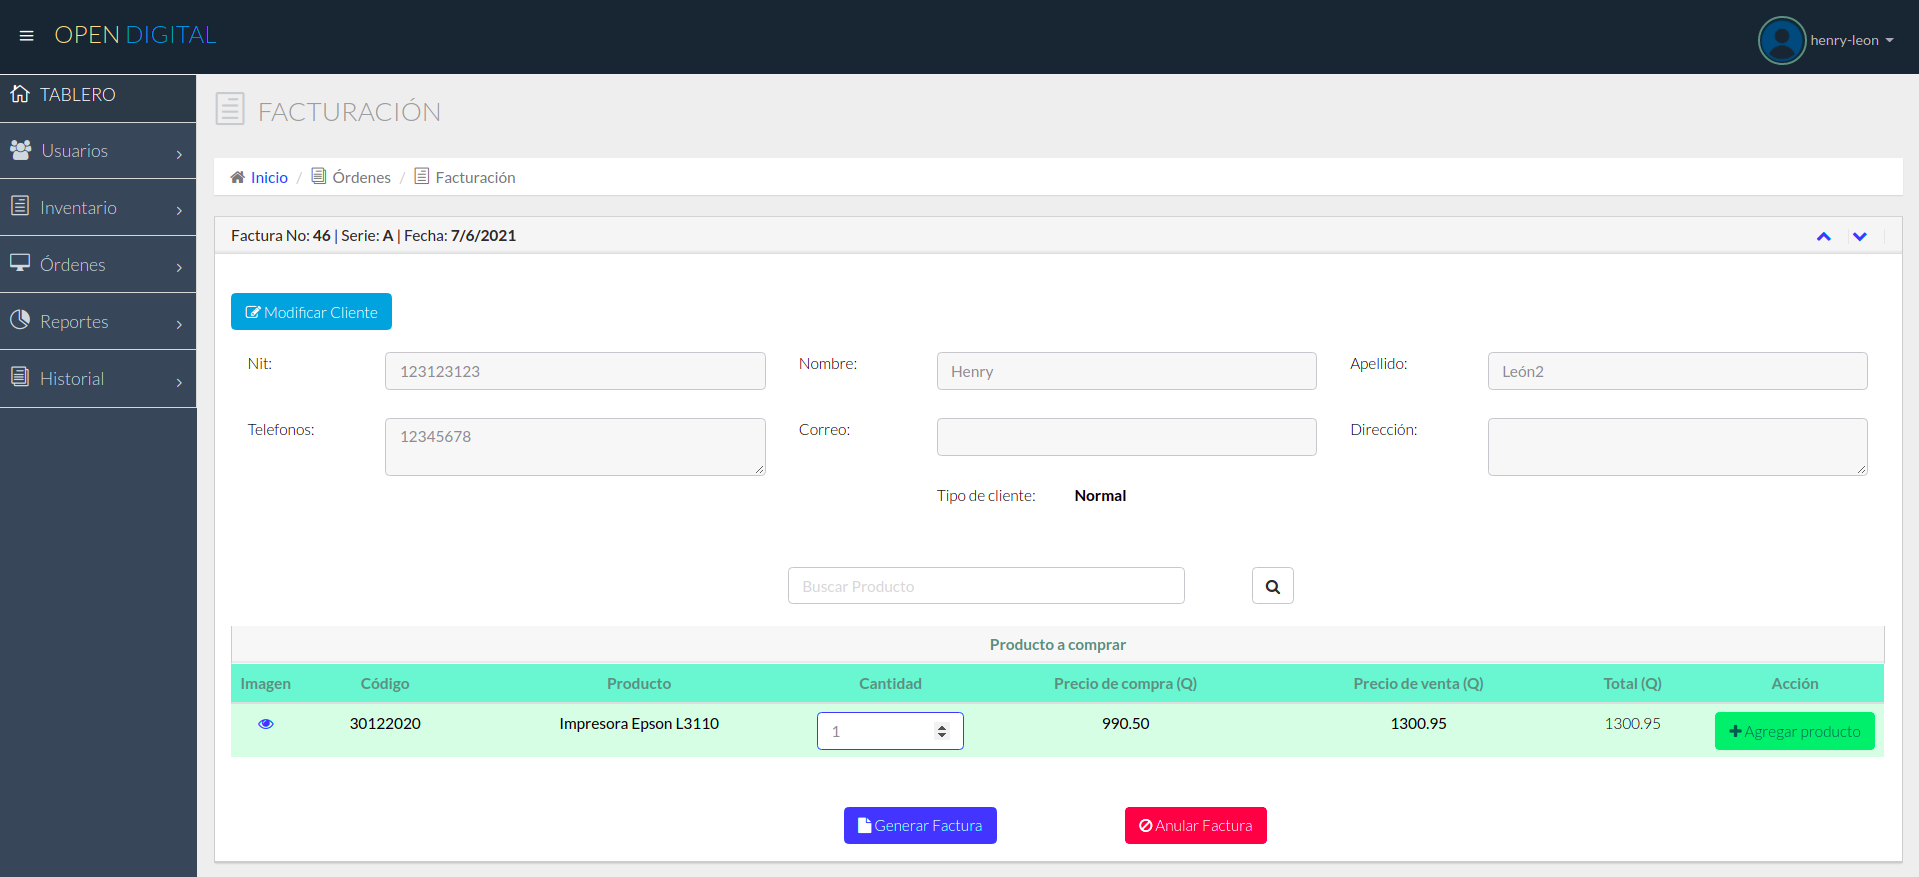 OPEN DIGITAL
henry-leon
TABLERO
Usuarios
Inventario
Órdenes
Reportes
Historial
FACTURACIÓN
Inicio / Órdenes / Facturación
Factura No: 46 | Serie: A | Fecha: 7/6/2021
Modificar Cliente
Nit: 123123123 Nombre: Henry Apellido: León2
Telefonos: 12345678 Correo: Dirección:
Tipo de cliente: Normal
Buscar Producto
Producto a comprar
Imagen Código Producto Cantidad Precio de compra (Q) Precio de venta (Q) Total (Q) Acción
30122020 Impresora Epson L3110 1 990.50 1300.95 1300.95 Agregar producto
Generar Factura Anular Factura